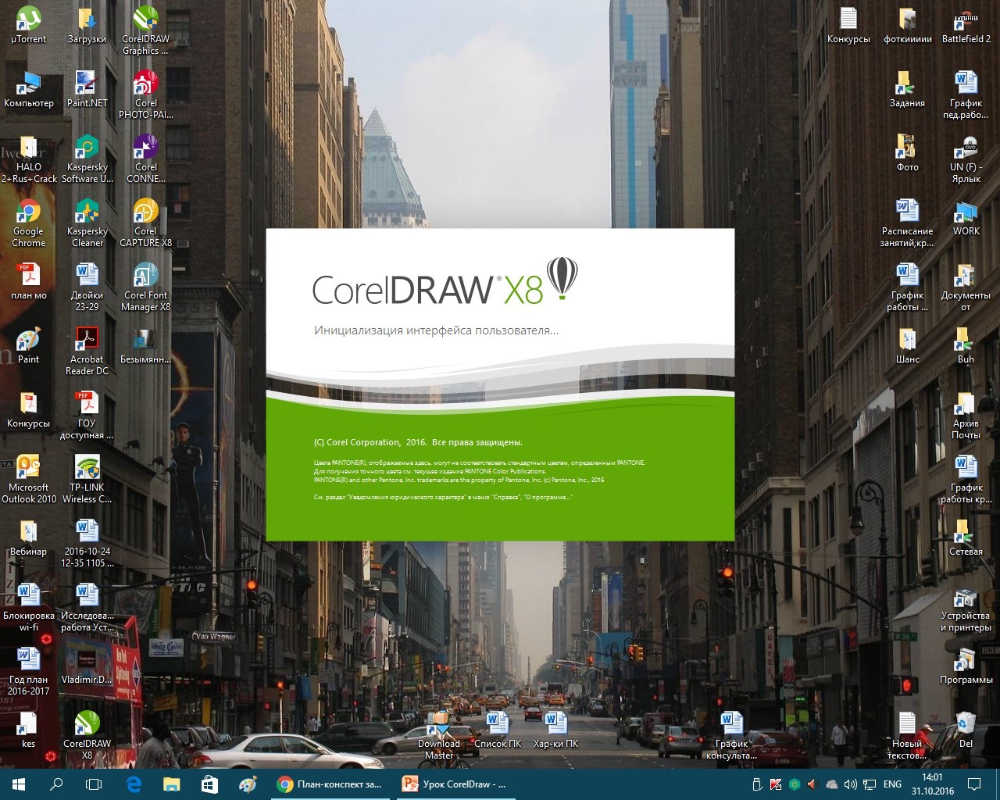 µTorrent
Загрузки
CorelDRAW
Graphics ...
Компьютер
Paint.NET
Corel
PHOTO-PAI...
HALO
2+Rus+Crack
Kaspersky
Software U...
Corel
CONNE...
Google
Chrome
Kaspersky
Cleaner
Corel
CAPTURE X8
план мо
Двойки
23-29
Corel Font
Manager X8
Paint
Acrobat
Reader DC
Безымянн...
Конкурсы
ГОУ
доступная ...
Microsoft
Outlook 2010
TP-LINK
Wireless C...
Вебинар
2016-10-24
12-35 1105 ...
Блокировка
wi-fi
Исследова...
работа Уст...
Год план
2016-2017
Vladimir.D...
kes
CorelDRAW
X8
CorelDRAW® X8
Инициализация интерфейса пользователя...
(C) Corel Corporation, 2016. Все права защищены.
Цвета PANTONE(R), отображаемые здесь, могут не соответствовать стандартным цветам, определенным PANTONE.
Для получения точного цвета см. текущее издание PANTONE Color Publications.
PANTONE(R) and other Pantone, Inc. trademarks are the property of Pantone, Inc. (c) Pantone, Inc., 2016
См. раздел "Уведомления юридического характера" в меню "Справка", "О программе..."
Van Wagner
Download
Master
Список ПК
Хар-ки ПК
График
консульта...
Конкурсы
фоткиииии
BATTLEFIELD
Battlefield 2
Задания
График
пед.рабо...
Фото
DVD
UN (F) -
Ярлык
Расписание
занятий,кр...
WORK
График
работы ...
Документы
от
Шанс
Buh
Архив
Почты
График
работы кр...
Сетевая
Устройства
и принтеры
Программы
Новый
текстов...
Del
План-конспект за...
Урок CorelDraw - ...
ENG
14:01
31.10.2016